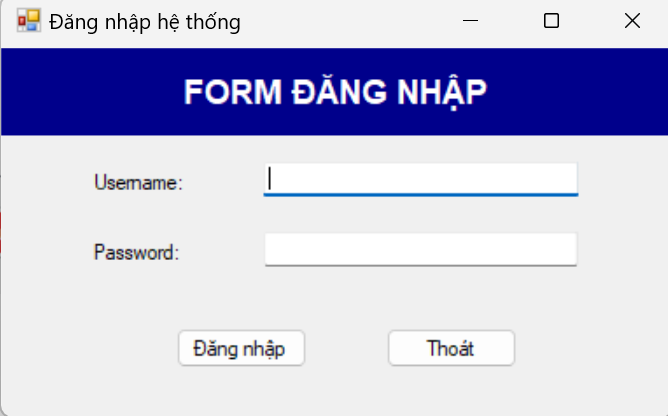 Đăng nhập hệ thống
FORM ĐĂNG NHẬP
Username:
Password:
Đăng nhập
Thoát